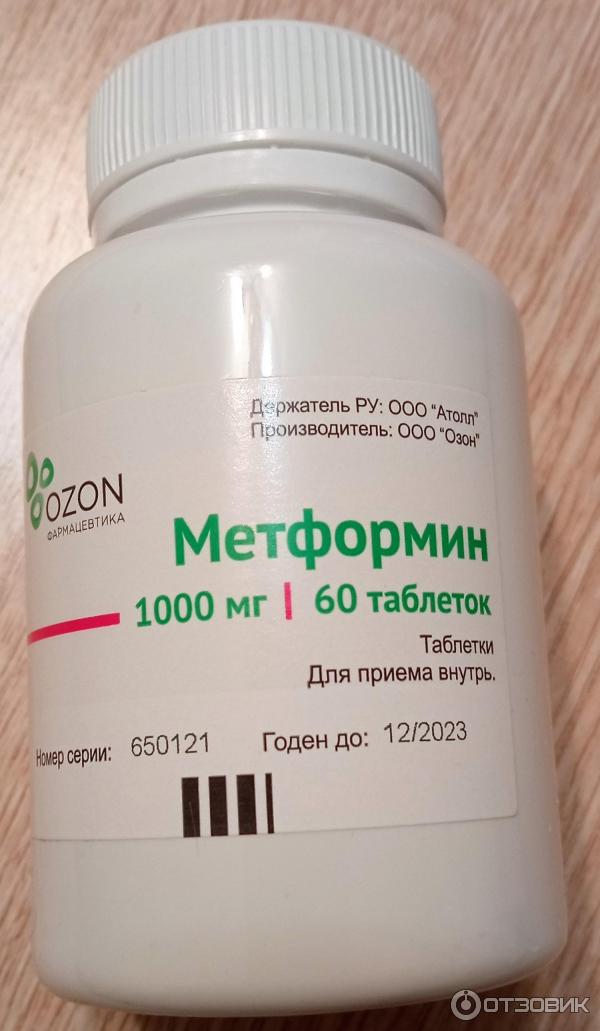 Держатель РУ: ООО "Атолл"
Производитель: ООО "Озон"
OZON
ФАРМАЦЕВТИКА
Метформин
1000 мг | 60 таблеток
Таблетки
Для приема внутрь.
Номер серии: 650121 Годен до: 12/2023
ОТЗОВИК